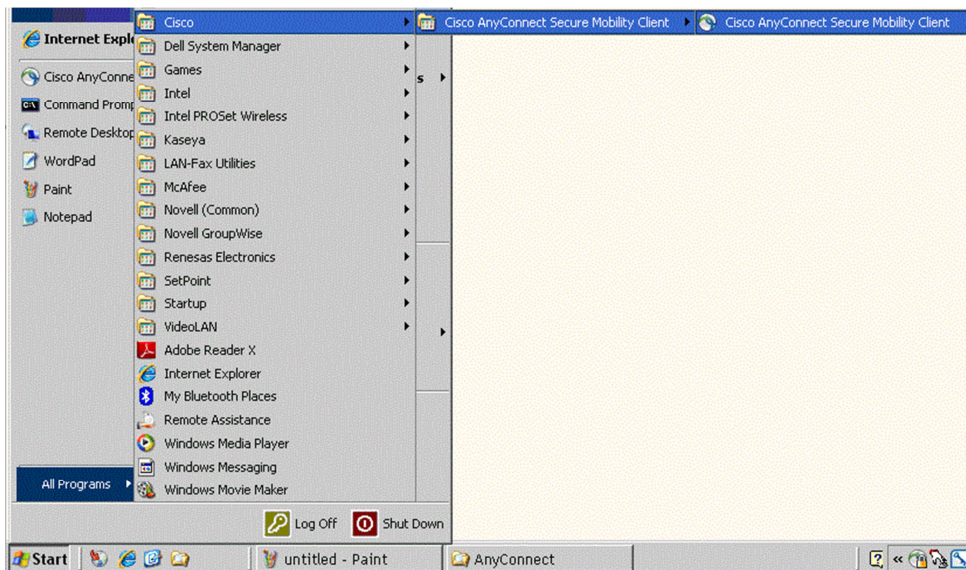 Cisco
Cisco AnyConnect Secure Mobility Client
Cisco AnyConnect Secure Mobility Client
Internet Expl
Dell System Manager
Games
s
Cisco AnyConne
Intel
Command Promp
Intel PROSet Wireless
Kaseya
Remote Desktop
LAN-Fax Utilities
WordPad
McAfee
Paint
Novell (Common)
Notepad
Novell GroupWise
Renesas Electronics
SetPoint
Startup
VideoLAN
Adobe Reader X
Internet Explorer
My Bluetooth Places
Remote Assistance
Windows Media Player
Windows Messaging
All Programs
Windows Movie Maker
Log Off
Shut Down
Start
untitled - Paint
AnyConnect